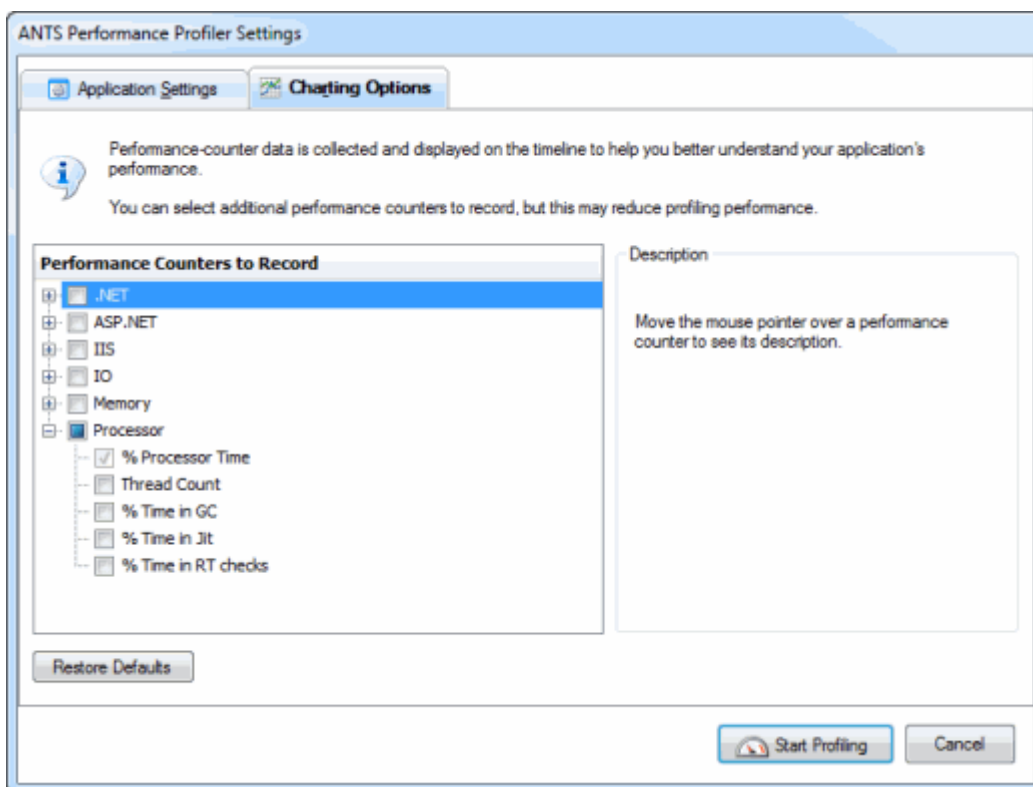 ANTS Performance Profiler Settings
Application Settings
Charting Options
Performance-counter data is collected and displayed on the timeline to help you better understand your application's
performance.
You can select additional performance counters to record, but this may reduce profiling performance.
Performance Counters to Record
.NET
ASP.NET
IIS
IO
Memory
Processor
% Processor Time
Thread Count
% Time in GC
% Time in Jit
% Time in RT checks
Description
Move the mouse pointer over a performance
counter to see its description.
Restore Defaults
Start Profiling
Cancel